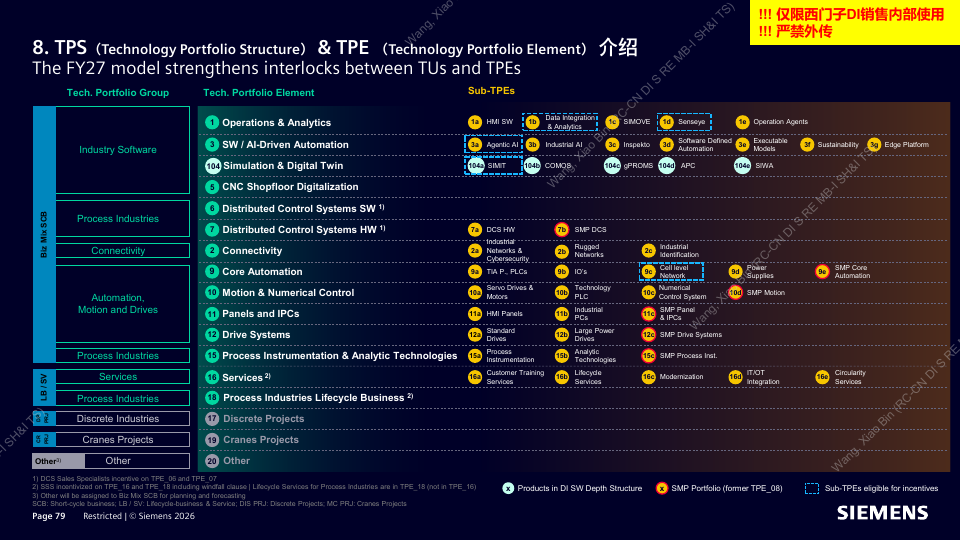 !!! 仅限西门子DI销售内部使用
!!! 严禁外传
8. TPS（Technology Portfolio Structure） & TPE （Technology Portfolio Element） 介绍
The FY27 model strengthens interlocks between TUs and TPEs
Tech. Portfolio Group
Tech. Portfolio Element
Sub-TPEs
Biz Mix SCB
Industry Software
1 Operations & Analytics
1a HMI SW
1b Data Integration & Analytics
1c SIMOVE
1d Senseye
1e Operation Agents
3 SW / AI-Driven Automation
3a Agentic AI
3b Industrial AI
3c Inspekto
3d Software Defined Automation
3e Executable Models
3f Sustainability
3g Edge Platform
104 Simulation & Digital Twin
104a SIMIT
104b COMOS
104c gPROMS
104d APC
104e SIWA
5 CNC Shopfloor Digitalization
Process Industries
6 Distributed Control Systems SW 1)
7 Distributed Control Systems HW 1)
7a DCS HW
7b SMP DCS
Connectivity
2 Connectivity
2a Industrial Networks & Cybersecurity
2b Rugged Networks
2c Industrial Identification
Automation, Motion and Drives
9 Core Automation
9a TIA P., PLCs
9b IO's
9c Cell level Network
9d Power Supplies
9e SMP Core Automation
10 Motion & Numerical Control
10a Servo Drives & Motors
10b Technology PLC
10c Numerical Control System
10d SMP Motion
11 Panels and IPCs
11a HMI Panels
11b Industrial PCs
11c SMP Panel & IPCs
12 Drive Systems
12a Standard Drives
12b Large Power Drives
12c SMP Drive Systems
Process Industries
15 Process Instrumentation & Analytic Technologies
15a Process Instrumentation
15b Analytic Technologies
15c SMP Process Inst.
LB / SV
Services
16 Services 2)
16a Customer Training Services
16b Lifecycle Services
16c Modernization
16d IT/OT Integration
16e Circularity Services
Process Industries
18 Process Industries Lifecycle Business 2)
Discrete Industries
17 Discrete Projects
Cranes Projects
19 Cranes Projects
Other3)
Other
20 Other
1) DCS Sales Specialists incentive on TPE_06 and TPE_07
2) SSS incentivized on TPE_16 and TPE_18 including windfall clause | Lifecycle Services for Process Industries are in TPE_18 (not in TPE_16)
3) Other will be assigned to Biz Mix SCB for planning and forecasting
SCB: Short-cycle business; LB / SV: Lifecycle-business & Service; DIS PRJ: Discrete Projects; MC PRJ: Cranes Projects
x Products in DI SW Depth Structure
x SMP Portfolio (former TPE_08)
Sub-TPEs eligible for incentives
Page 79 Restricted | © Siemens 2026
SIEMENS
Wang, Xiao Bin (RC-CN DI S RE MB-I SH&I TS)